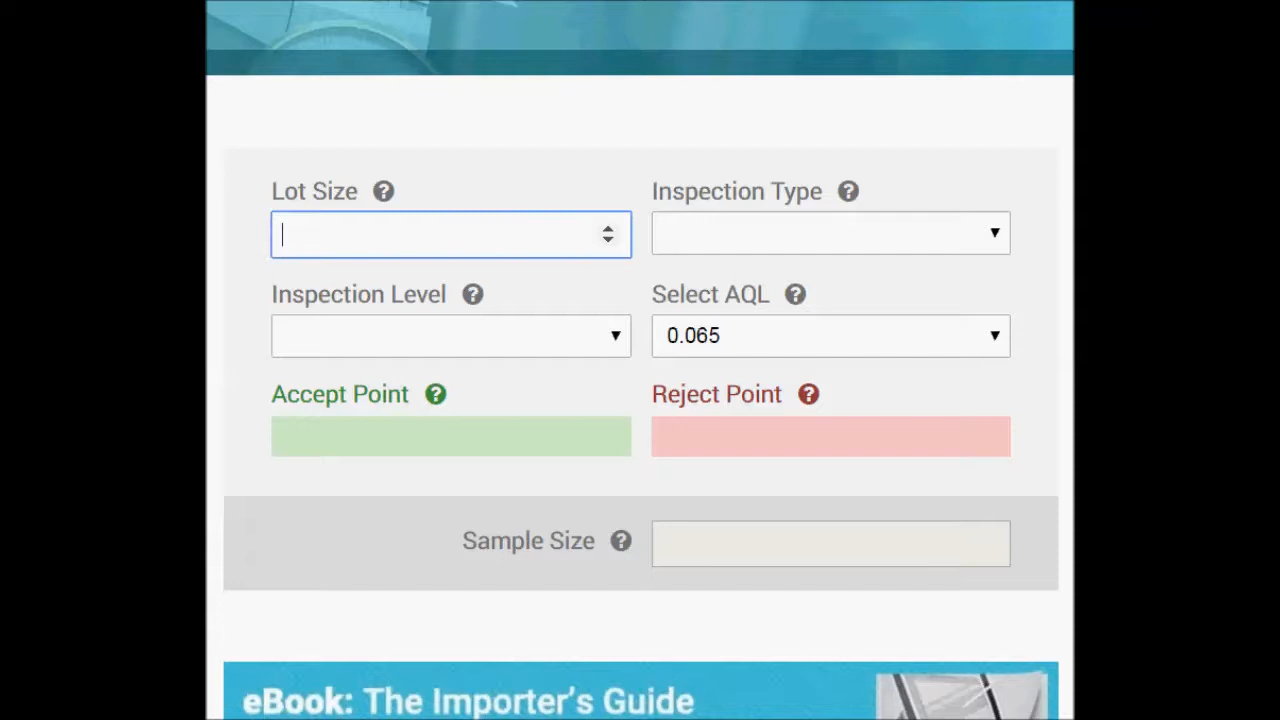 Lot Size ?
Inspection Type ?
Inspection Level ?
Select AQL ?
0.065
Accept Point ?
Reject Point ?
Sample Size ?
eBook: The Importer's Guide